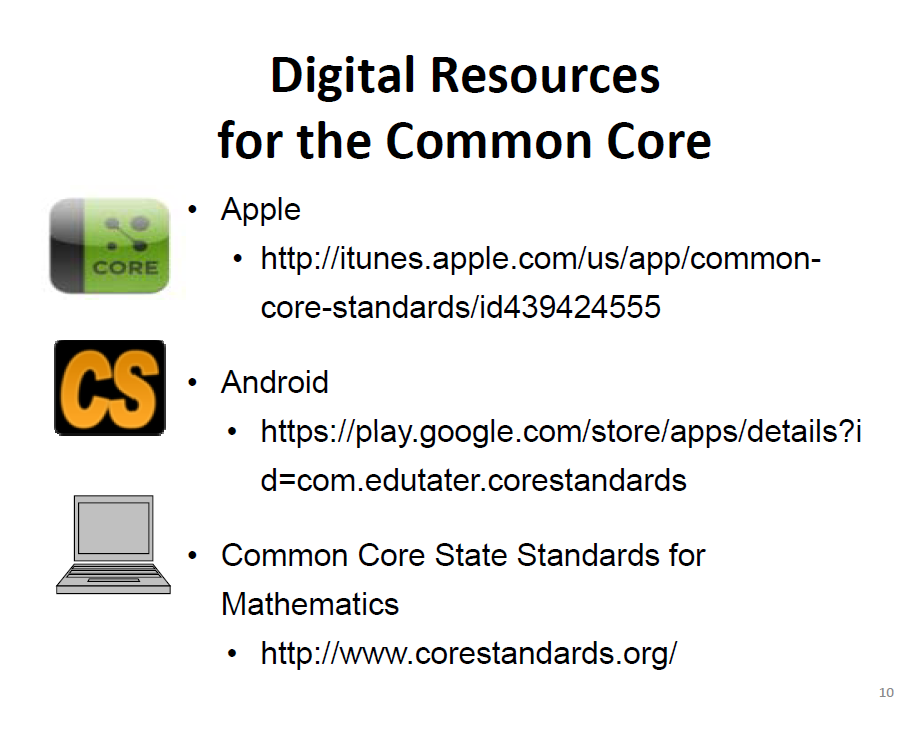 Digital Resources
for the Common Core
CORE
• Apple
• http://itunes.apple.com/us/app/common-
core-standards/id439424555
CS
• Android
• https://play.google.com/store/apps/details?i
d=com.edutater.corestandards
• Common Core State Standards for
Mathematics
• http://www.corestandards.org/
10